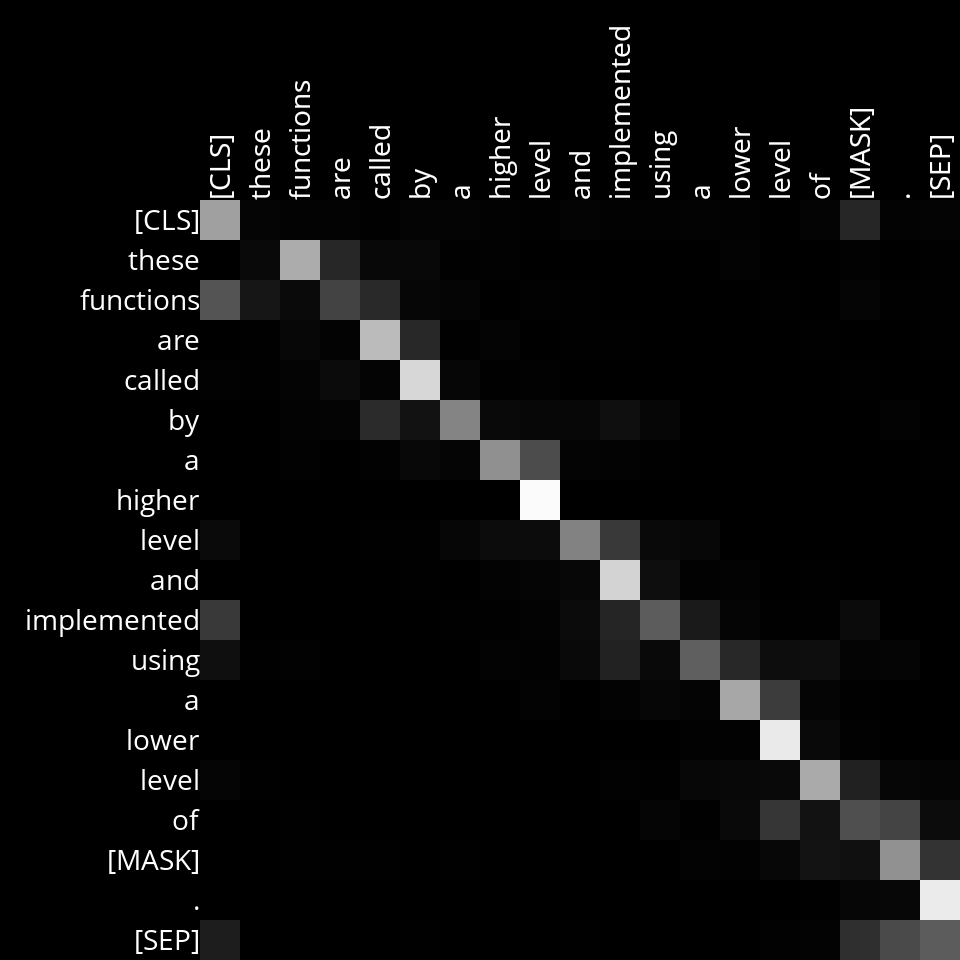 [CLS]
these
functions
are
called
by
a
higher
level
and
implemented
using
a
lower
level
of
[MASK]
.
[SEP]
[CLS]
these
functions
are
called
by
a
higher
level
and
implemented
using
a
lower
level
of
[MASK]
.
[SEP]